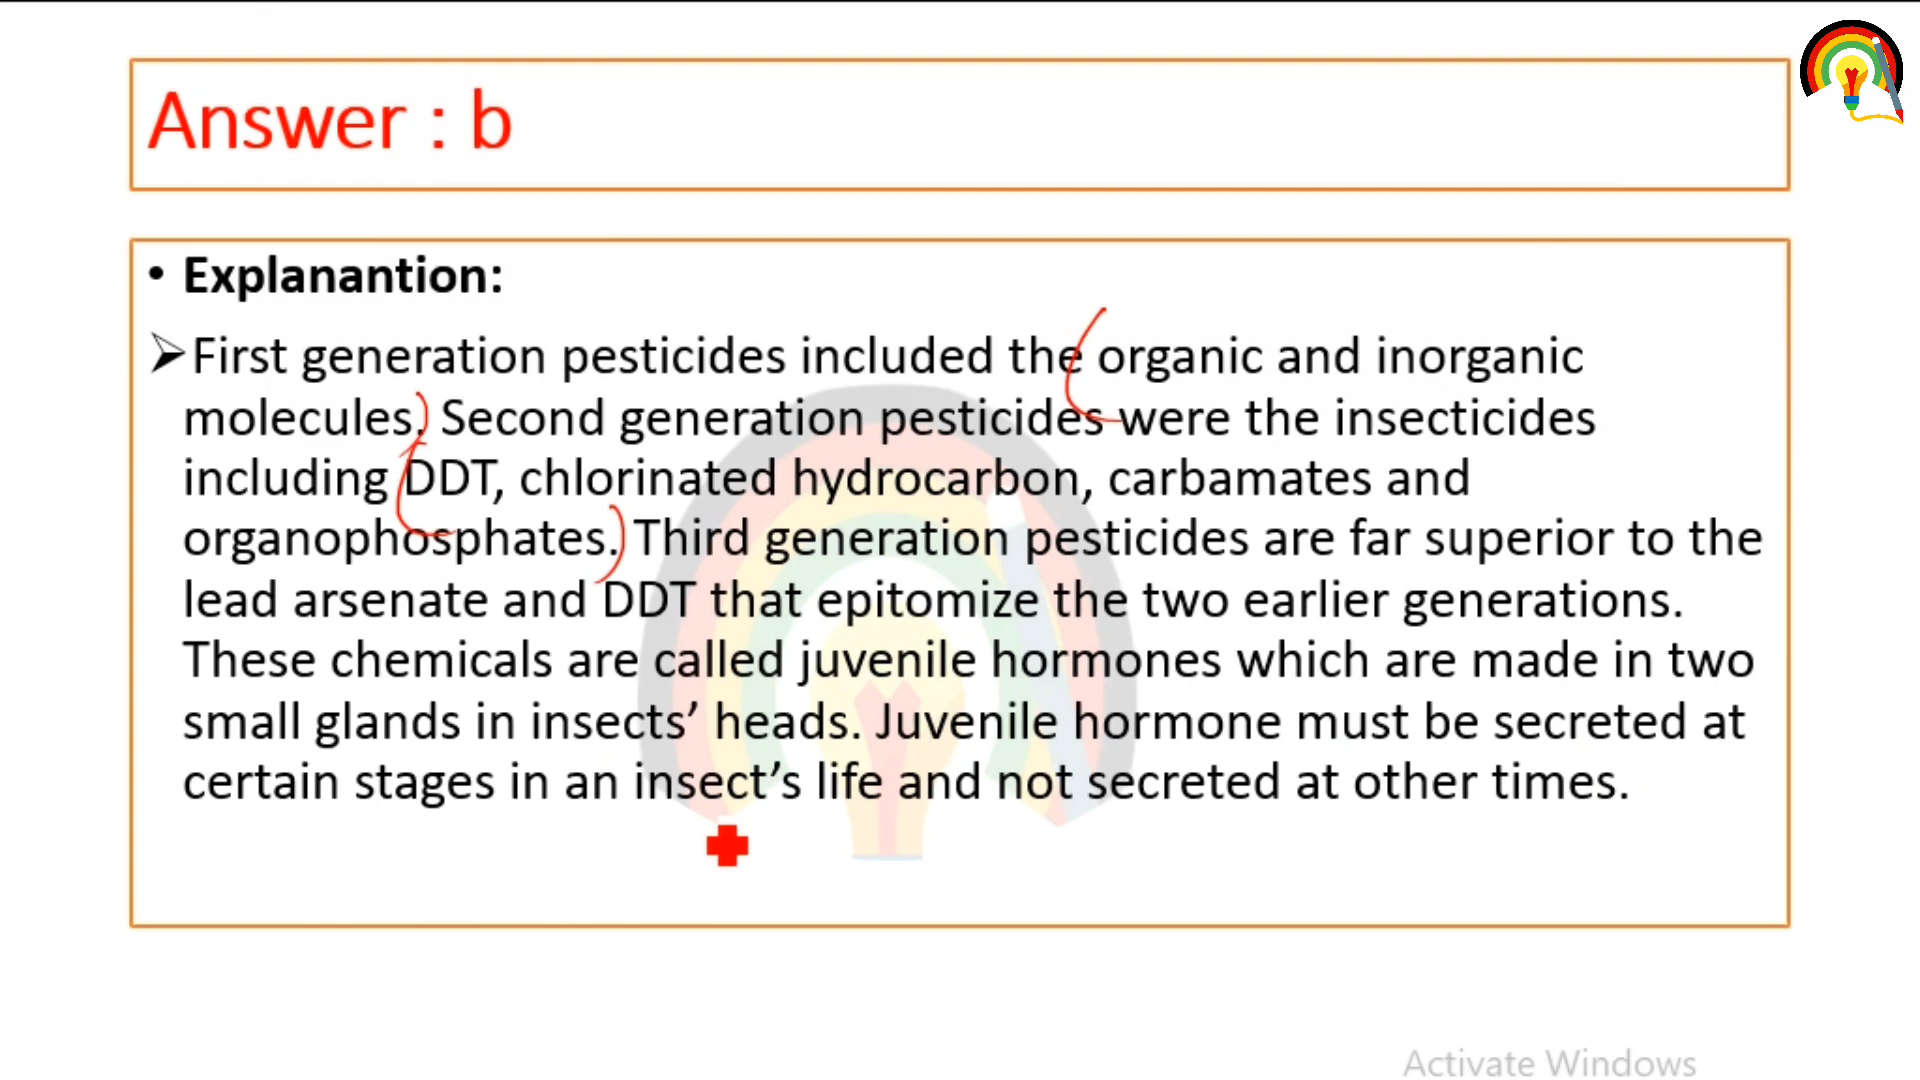 Answer : b
• Explanantion:
➢First generation pesticides included the organic and inorganic
molecules. Second generation pesticides were the insecticides
including DDT, chlorinated hydrocarbon, carbamates and
organophosphates. Third generation pesticides are far superior to the
lead arsenate and DDT that epitomize the two earlier generations.
These chemicals are called juvenile hormones which are made in two
small glands in insects’ heads. Juvenile hormone must be secreted at
certain stages in an insect’s life and not secreted at other times.
Activate Windows